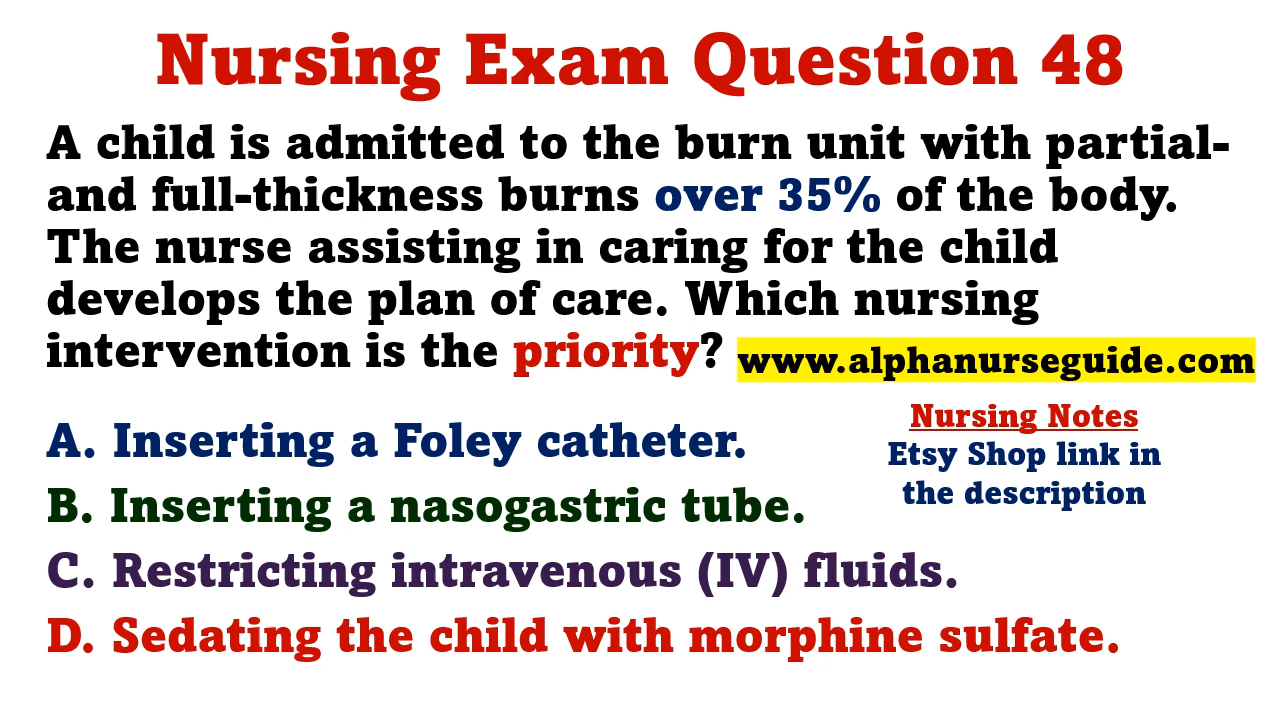 Nursing Exam Question 48
A child is admitted to the burn unit with partial-
and full-thickness burns over 35% of the body.
The nurse assisting in caring for the child
develops the plan of care. Which nursing
intervention is the priority?
www.alphanurseguide.com
A. Inserting a Foley catheter.
B. Inserting a nasogastric tube.
C. Restricting intravenous (IV) fluids.
D. Sedating the child with morphine sulfate.
Nursing Notes
Etsy Shop link in
the description